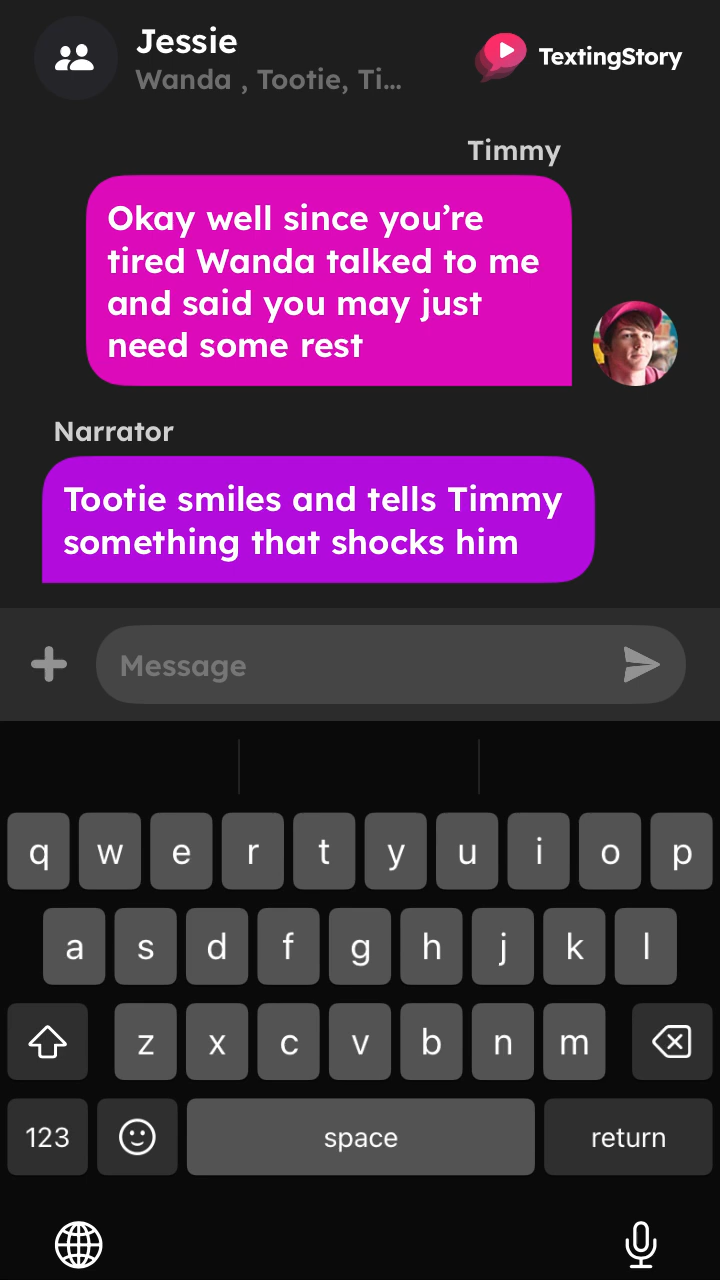 Jessie
Wanda , Tootie, Ti...
TextingStory
Timmy
Okay well since you’re
tired Wanda talked to me
and said you may just
need some rest
Narrator
Tootie smiles and tells Timmy
something that shocks him
Message
q w e r t y u i o p
a s d f g h j k l
z x c v b n m
123 space return